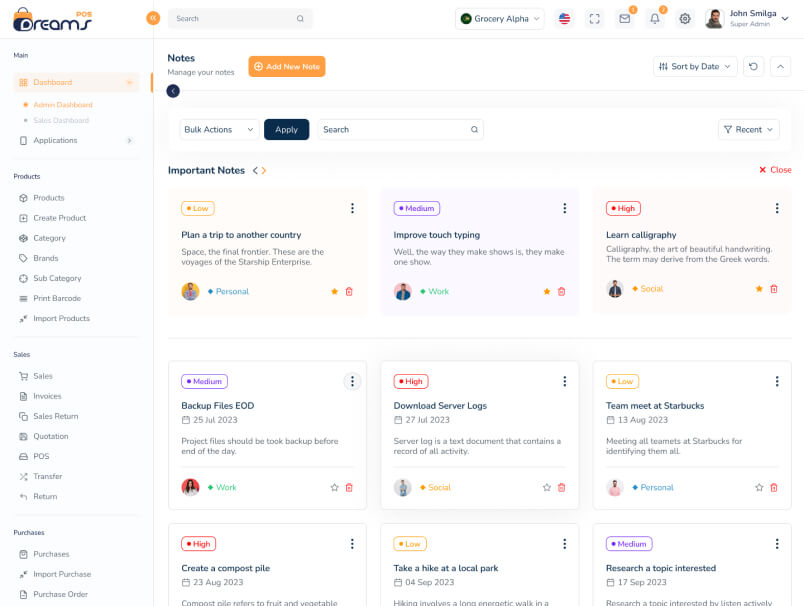 Dreams POS
Search
Grocery Alpha
1
2
John Smilga
Super Admin
Main
Dashboard
Admin Dashboard
Sales Dashboard
Applications
Products
Products
Create Product
Category
Brands
Sub Category
Print Barcode
Import Products
Sales
Sales
Invoices
Sales Return
Quotation
POS
Transfer
Return
Purchases
Purchases
Import Purchase
Purchase Order
Notes
Manage your notes
Add New Note
Sort by Date
Bulk Actions
Apply
Search
Recent
Important Notes
Close
Low
Plan a trip to another country
Space, the final frontier. These are the
voyages of the Starship Enterprise.
Personal
Medium
Improve touch typing
Well, the way they make shows is, they make
one show.
Work
High
Learn calligraphy
Calligraphy, the art of beautiful handwriting.
The term may derive from the Greek words.
Social
Medium
Backup Files EOD
25 Jul 2023
Project files should be took backup before
end of the day.
Work
High
Download Server Logs
27 Jul 2023
Server log is a text document that contains a
record of all activity.
Social
Low
Team meet at Starbucks
13 Aug 2023
Meeting all teamets at Starbucks for
identifying them all.
Personal
High
Create a compost pile
23 Aug 2023
Compost pile refers to fruit and vegetable
Low
Take a hike at a local park
04 Sep 2023
Hiking involves a long energetic walk in a
Medium
Research a topic interested
17 Sep 2023
Research a topic interested by listen actively